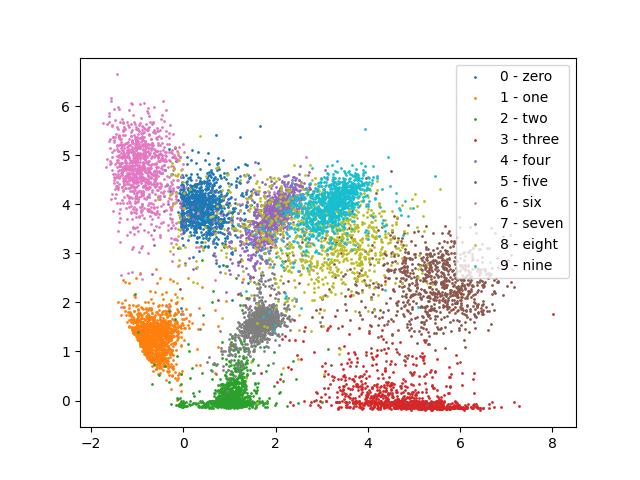 6
5
4
3
2
1
0
−2
0
2
4
6
8
0 - zero
1 - one
2 - two
3 - three
4 - four
5 - five
6 - six
7 - seven
8 - eight
9 - nine